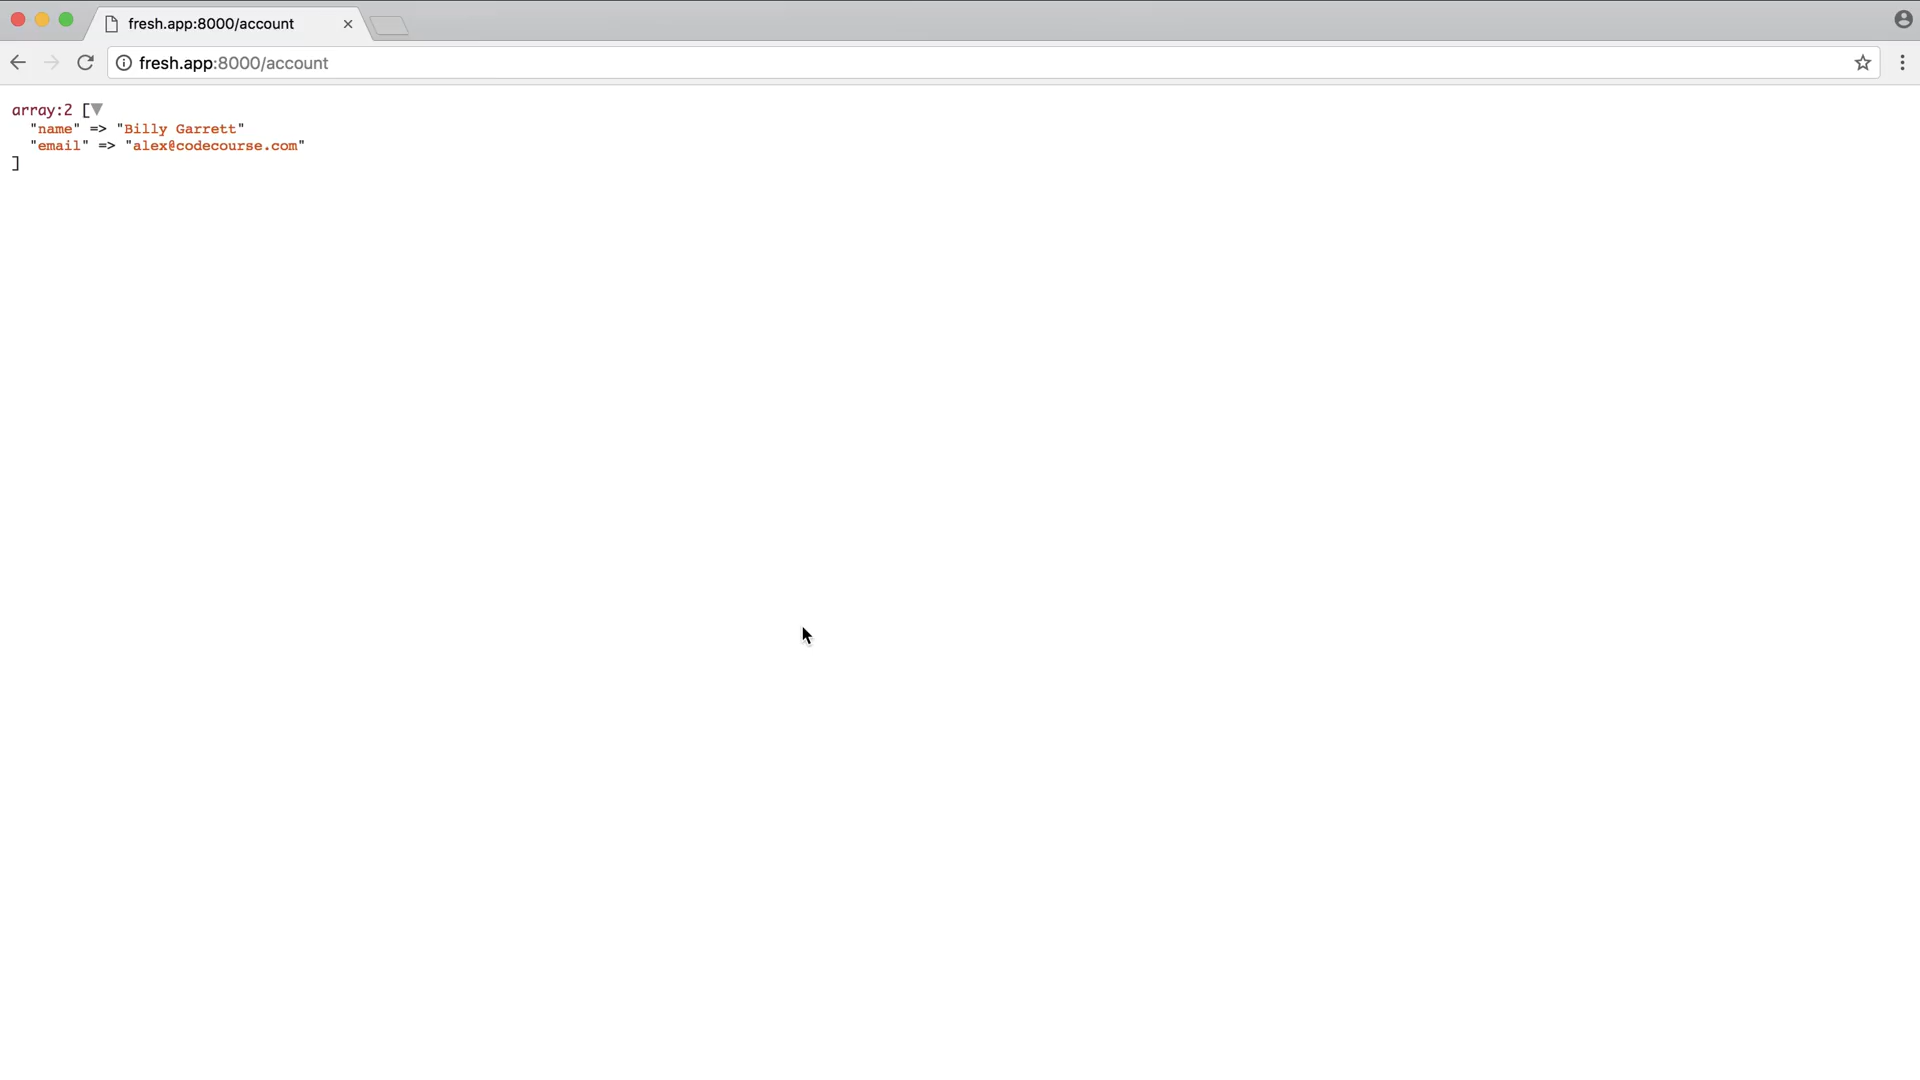 fresh.app:8000/account
fresh.app:8000/account
array:2 [▼
"name" => "Billy Garrett"
"email" => "alex@codecourse.com"
]